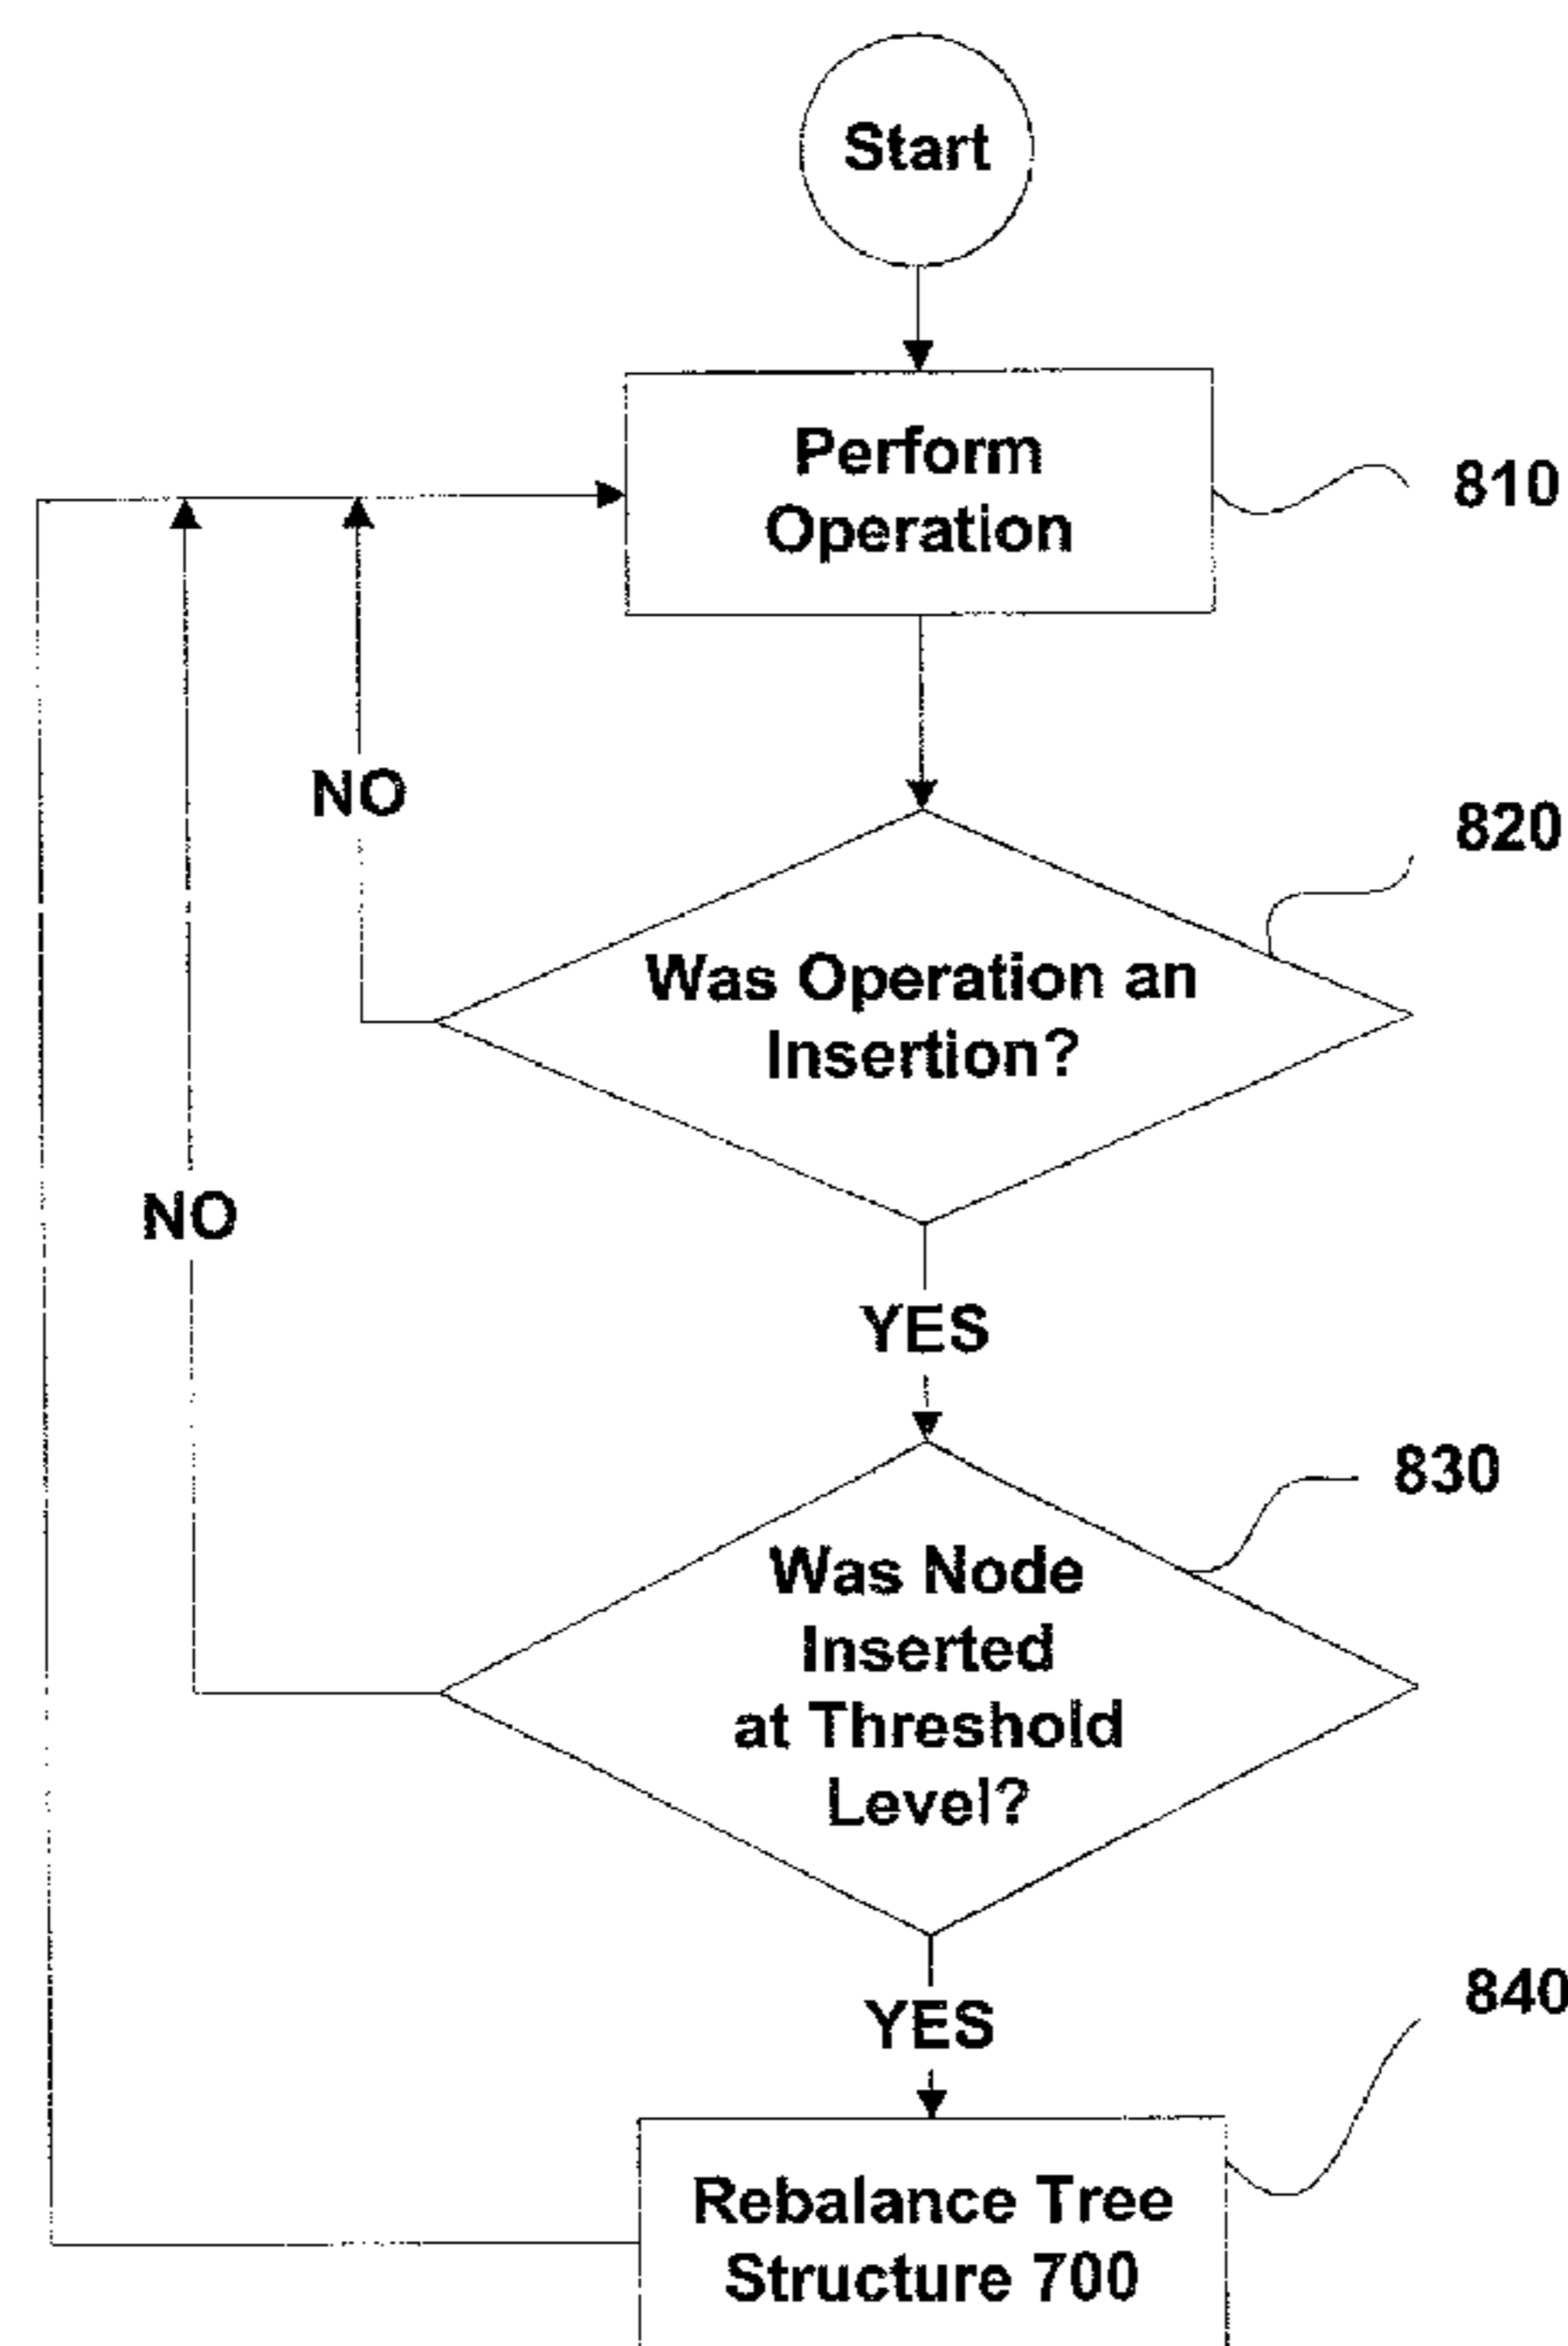 Start
Perform
Operation
810
NO
820
Was Operation an
Insertion?
NO
YES
830
Was Node
Inserted
at Threshold
Level?
840
YES
Rebalance Tree
Structure 700